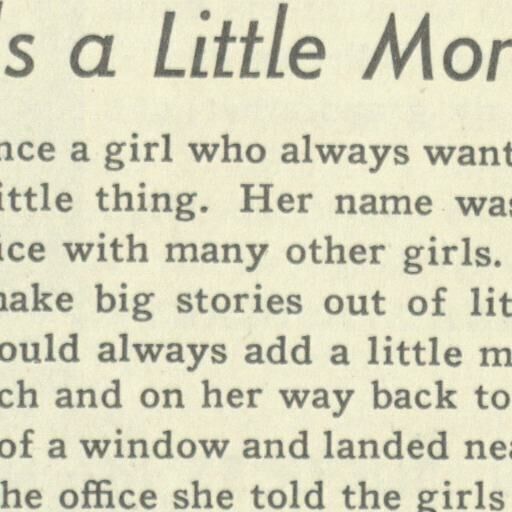 s a Little Mor
nce a girl who always want
ittle thing. Her name was
ice with many other girls.
nake big stories out of lit
ould always add a little m
ch and on her way back to
of a window and landed nea
he office she told the girls